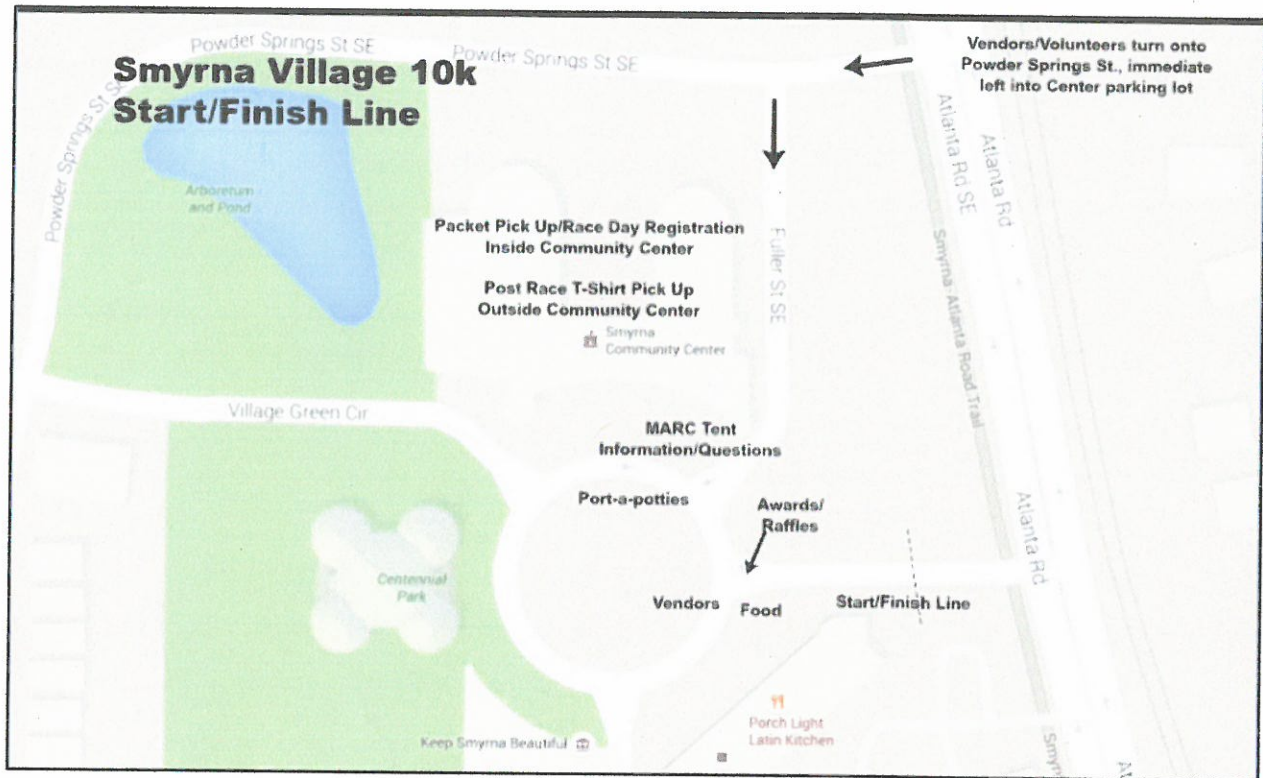 Powder Springs St SE
Powder Springs St SE
Vendors/Volunteers turn onto
Powder Springs St., immediate
left into Center parking lot
Smyrna Village 10k
Start/Finish Line
Powder Springs St SE
Atlanta Rd SE
Atlanta Rd
Arboretum
and Pond
Packet Pick Up/Race Day Registration
Inside Community Center
Fuller St SE
Smyrna-Atlanta Road Trail
Post Race T-Shirt Pick Up
Outside Community Center
Smyrna
Community Center
Village Green Cir
MARC Tent
Information/Questions
Port-a-potties
Awards/
Raffles
Atlanta Rd
Centennial
Park
Vendors
Food
Start/Finish Line
Porch Light
Latin Kitchen
Keep Smyrna Beautiful